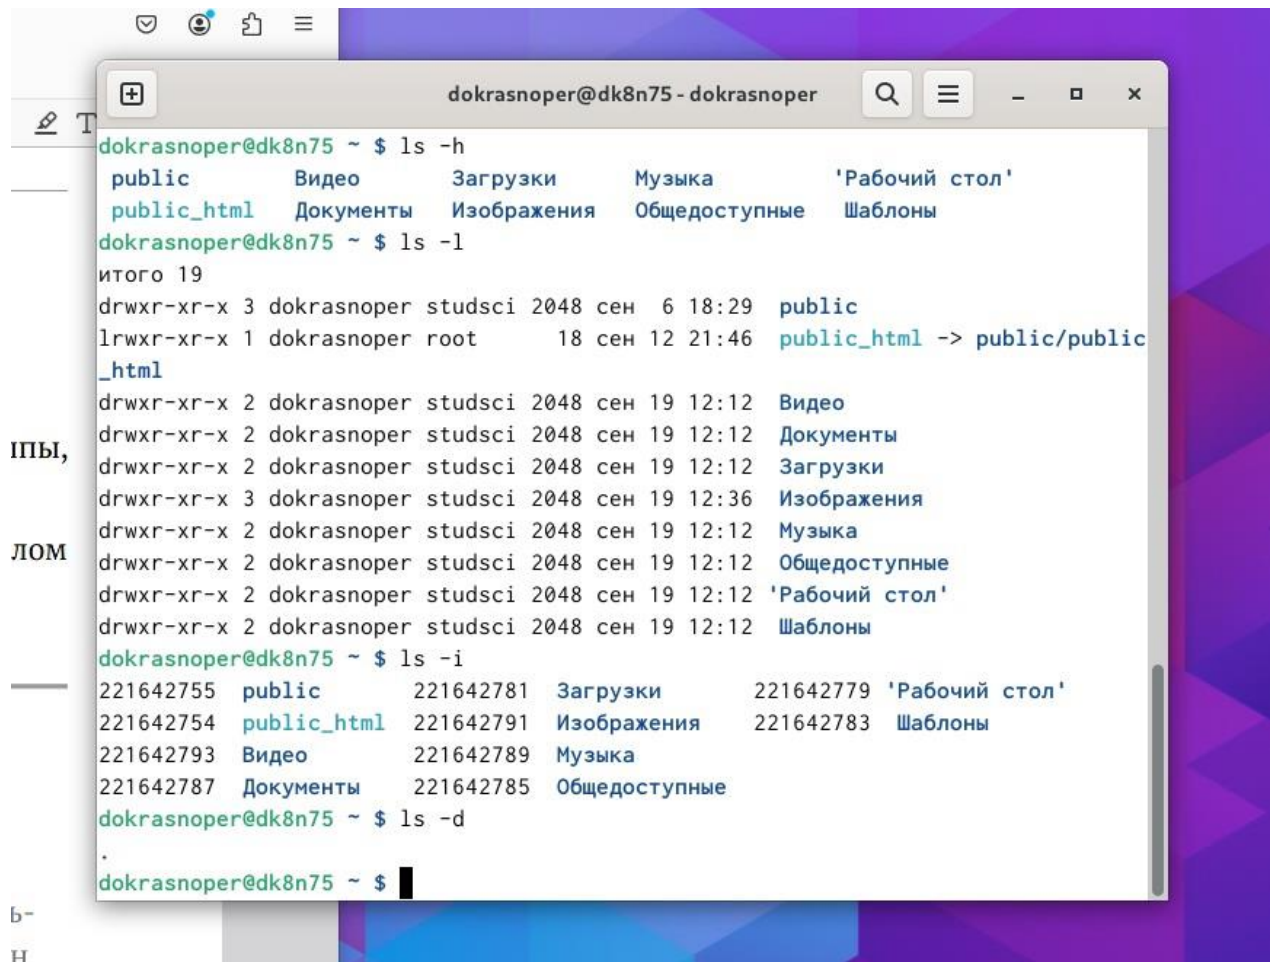 dokrasnoper@dk8n75 - dokrasnoper
T
ипы,
лом
ь-
н
dokrasnoper@dk8n75 ~ $ ls -h
public Видео Загрузки Музыка 'Рабочий стол'
public_html Документы Изображения Общедоступные Шаблоны
dokrasnoper@dk8n75 ~ $ ls -l
итого 19
drwxr-xr-x 3 dokrasnoper studsci 2048 сен  6 18:29  public
lrwxr-xr-x 1 dokrasnoper root      18 сен 12 21:46  public_html -> public/public
_html
drwxr-xr-x 2 dokrasnoper studsci 2048 сен 19 12:12  Видео
drwxr-xr-x 2 dokrasnoper studsci 2048 сен 19 12:12  Документы
drwxr-xr-x 2 dokrasnoper studsci 2048 сен 19 12:12  Загрузки
drwxr-xr-x 3 dokrasnoper studsci 2048 сен 19 12:36  Изображения
drwxr-xr-x 2 dokrasnoper studsci 2048 сен 19 12:12  Музыка
drwxr-xr-x 2 dokrasnoper studsci 2048 сен 19 12:12  Общедоступные
drwxr-xr-x 2 dokrasnoper studsci 2048 сен 19 12:12 'Рабочий стол'
drwxr-xr-x 2 dokrasnoper studsci 2048 сен 19 12:12  Шаблоны
dokrasnoper@dk8n75 ~ $ ls -i
221642755 public 221642781 Загрузки 221642779 'Рабочий стол'
221642754 public_html 221642791 Изображения 221642783 Шаблоны
221642793 Видео 221642789 Музыка
221642787 Документы 221642785 Общедоступные
dokrasnoper@dk8n75 ~ $ ls -d
.
dokrasnoper@dk8n75 ~ $